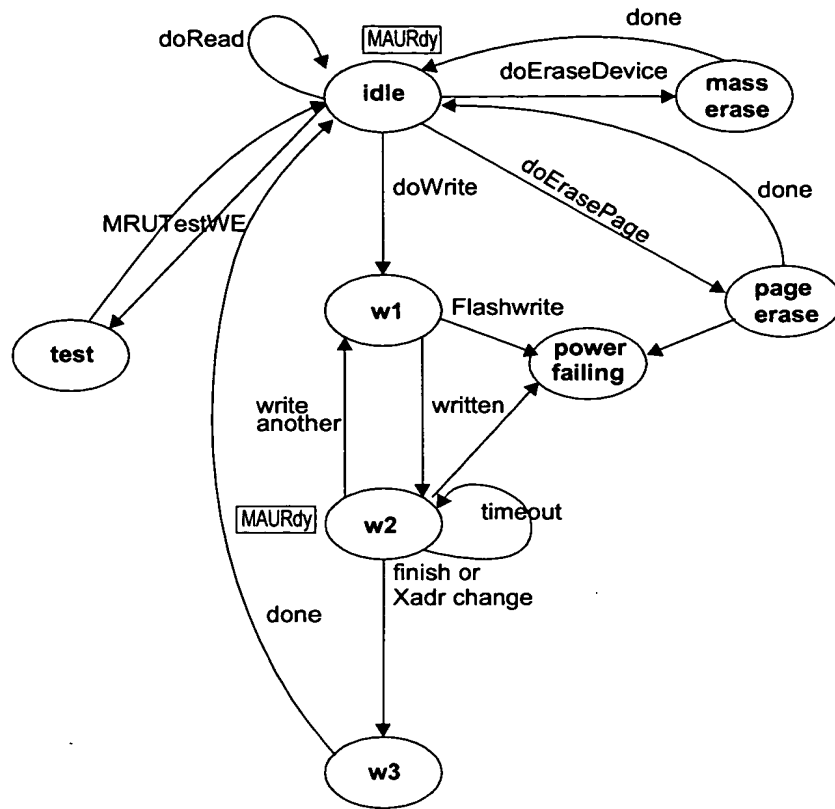 done
doRead
MAURdy
idle
doEraseDevice
mass
erase
doWrite
doErasePage
done
MRUTestWE
w1
Flashwrite
page
erase
test
power
failing
write
another
written
MAURdy
w2
timeout
finish or
Xadr change
done
w3